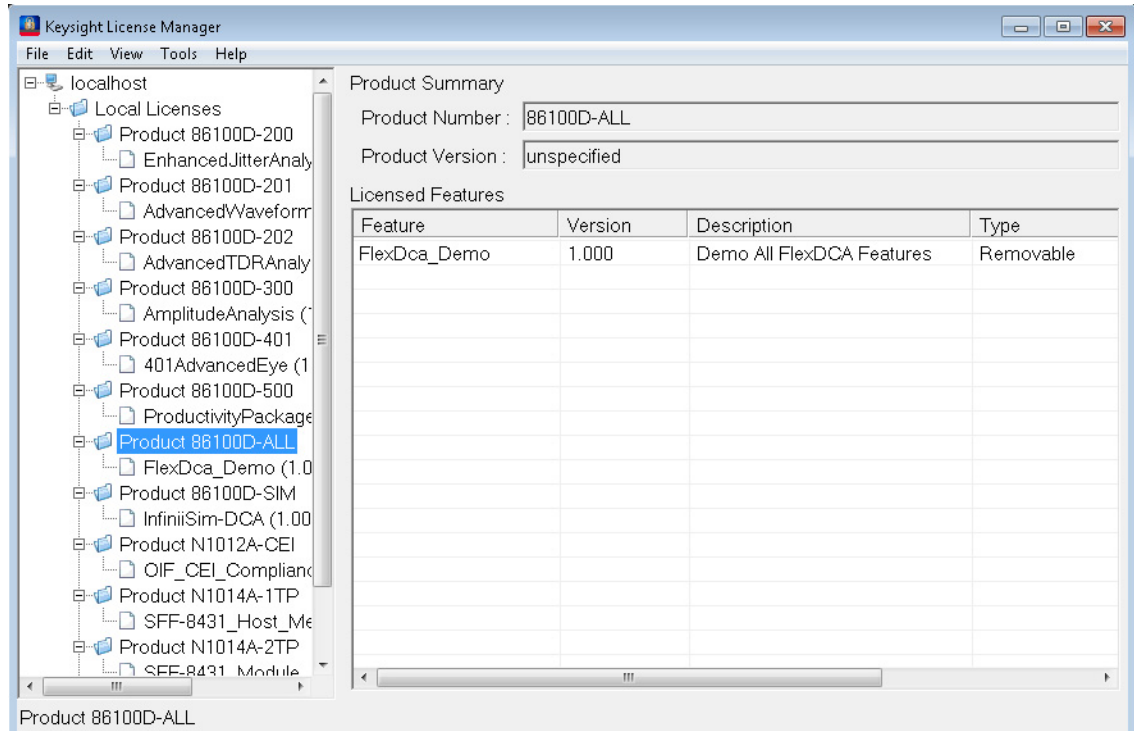 Keysight License Manager
File Edit View Tools Help
localhost
Local Licenses
Product 86100D-200
EnhancedJitterAnaly
Product 86100D-201
AdvancedWaveform
Product 86100D-202
AdvancedTDRAnaly
Product 86100D-300
AmplitudeAnalysis (
Product 86100D-401
401AdvancedEye (1
Product 86100D-500
ProductivityPackage
Product 86100D-ALL
FlexDca_Demo (1.0
Product 86100D-SIM
InfiniiSim-DCA (1.00
Product N1012A-CEI
OIF_CEI_Complianc
Product N1014A-1TP
SFF-8431_Host_Me
Product N1014A-2TP
SFF-8431_Module
Product Summary
Product Number : 86100D-ALL
Product Version : unspecified
Licensed Features
Feature Version Description Type
FlexDca_Demo 1.000 Demo All FlexDCA Features Removable
Product 86100D-ALL